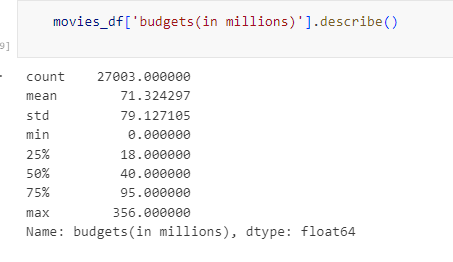 movies_df['budgets(in millions)'].describe()
9]
count    27003.000000
mean        71.324297
std         79.127105
min          0.000000
25%         18.000000
50%         40.000000
75%         95.000000
max        356.000000
Name: budgets(in millions), dtype: float64